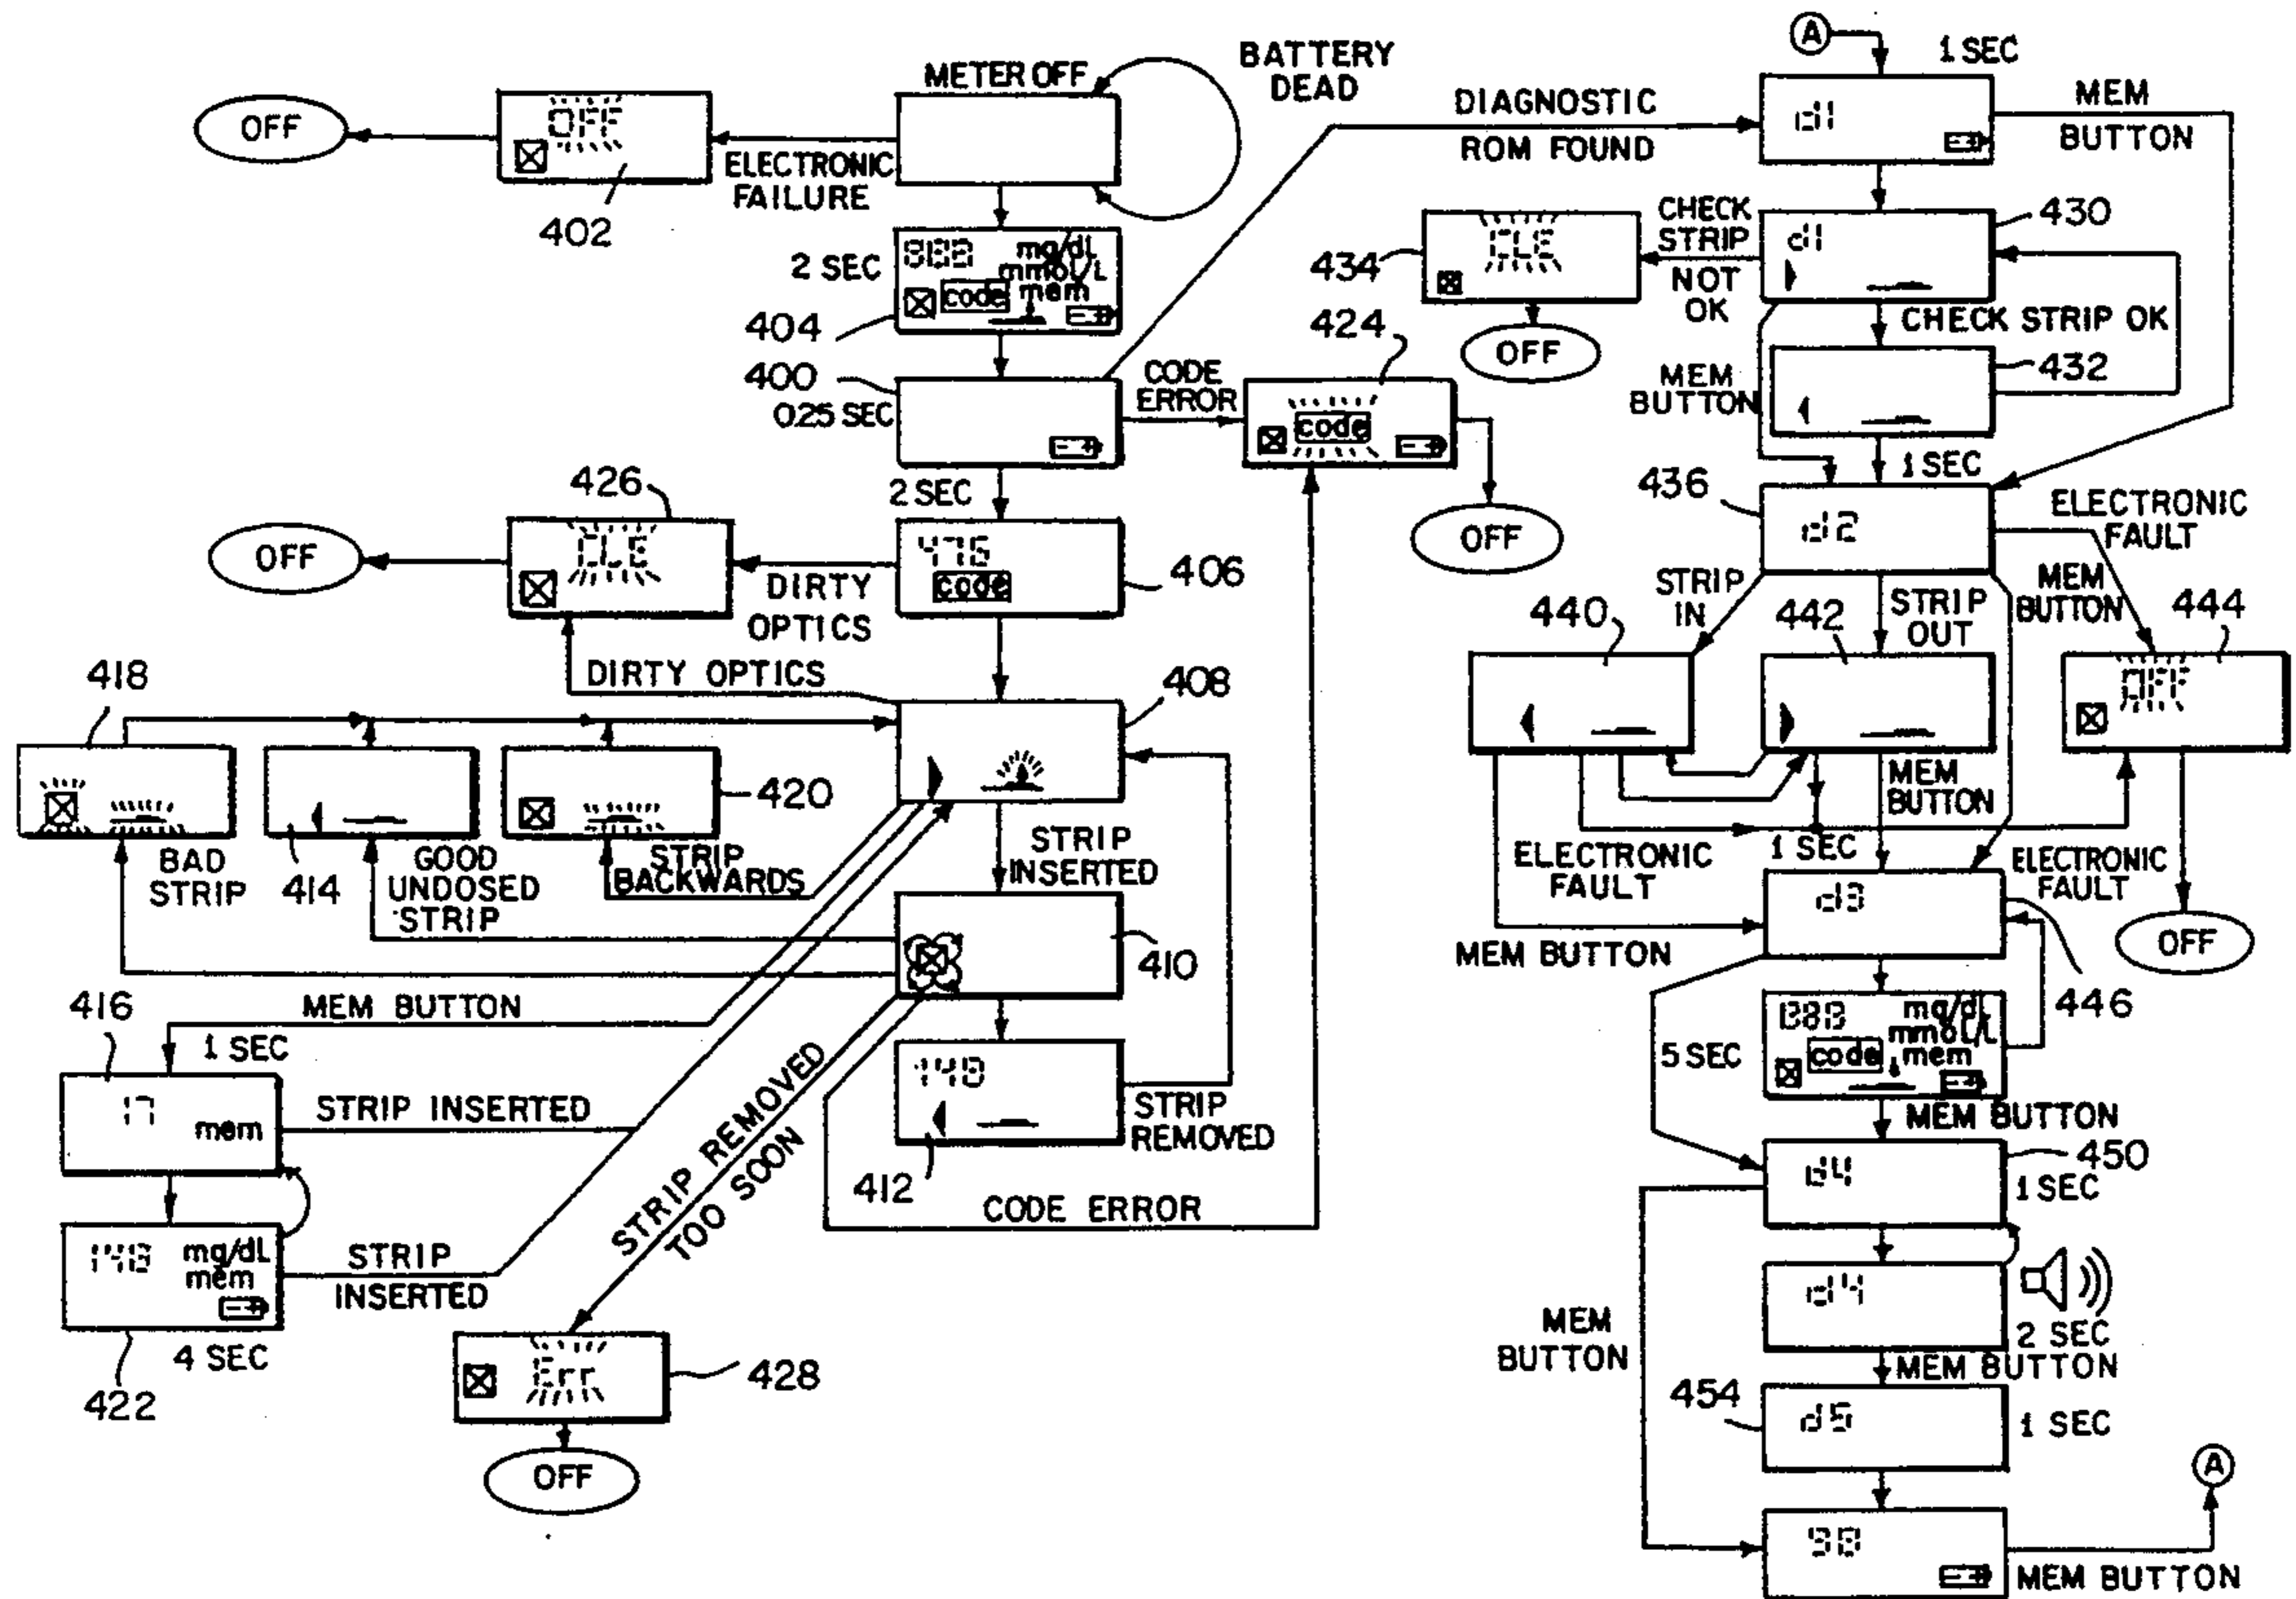 METER OFF
BATTERY
DEAD
OFF
OFF
402
ELECTRONIC
FAILURE
2 SEC
888
mg/dL
mmol/L
code
mem
404
400
025 SEC
DIAGNOSTIC
ROM FOUND
CODE
ERROR
424
code
OFF
2 SEC
426
OFF
CLE
DIRTY
OPTICS
476
code
406
DIRTY OPTICS
408
418
414
420
BAD
STRIP
GOOD
UNDOSED
STRIP
STRIP
BACKWARDS
STRIP
INSERTED
410
MEM BUTTON
416
1 SEC
17
mem
STRIP INSERTED
148
mg/dL
mem
STRIP
INSERTED
4 SEC
422
STRIP REMOVED
TOO SOON
148
412
STRIP
REMOVED
CODE ERROR
Err
428
OFF
A
1 SEC
d1
MEM
BUTTON
CHECK
STRIP
NOT
OK
d1
430
434
CLE
OFF
CHECK STRIP OK
432
MEM
BUTTON
1 SEC
436
d2
ELECTRONIC
FAULT
STRIP
IN
STRIP
OUT
MEM
BUTTON
440
442
444
OFF
MEM
BUTTON
1 SEC
ELECTRONIC
FAULT
ELECTRONIC
FAULT
d3
MEM BUTTON
OFF
446
5 SEC
888
mg/dL
mmol/L
code
mem
MEM BUTTON
d4
450
1 SEC
d4
2 SEC
MEM
BUTTON
MEM BUTTON
454
d5
1 SEC
A
98
MEM BUTTON